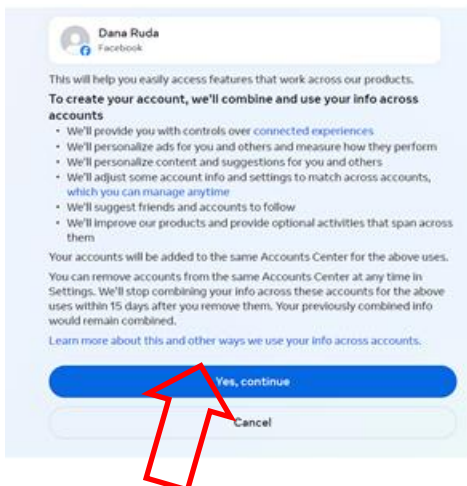 Dana Ruda
Facebook
This will help you easily access features that work across our products.
To create your account, we'll combine and use your info across
accounts
• We'll provide you with controls over connected experiences
• We'll personalize ads for you and others and measure how they perform
• We'll personalize content and suggestions for you and others
• We'll adjust some account info and settings to match across accounts,
which you can manage anytime
• We'll suggest friends and accounts to follow
• We'll improve our products and provide optional activities that span across
them
Your accounts will be added to the same Accounts Center for the above uses.
You can remove accounts from the same Accounts Center at any time in
Settings. We'll stop combining your info across these accounts for the above
uses within 15 days after you remove them. Your previously combined info
would remain combined.
Learn more about this and other ways we use your info across accounts.
Yes, continue
Cancel